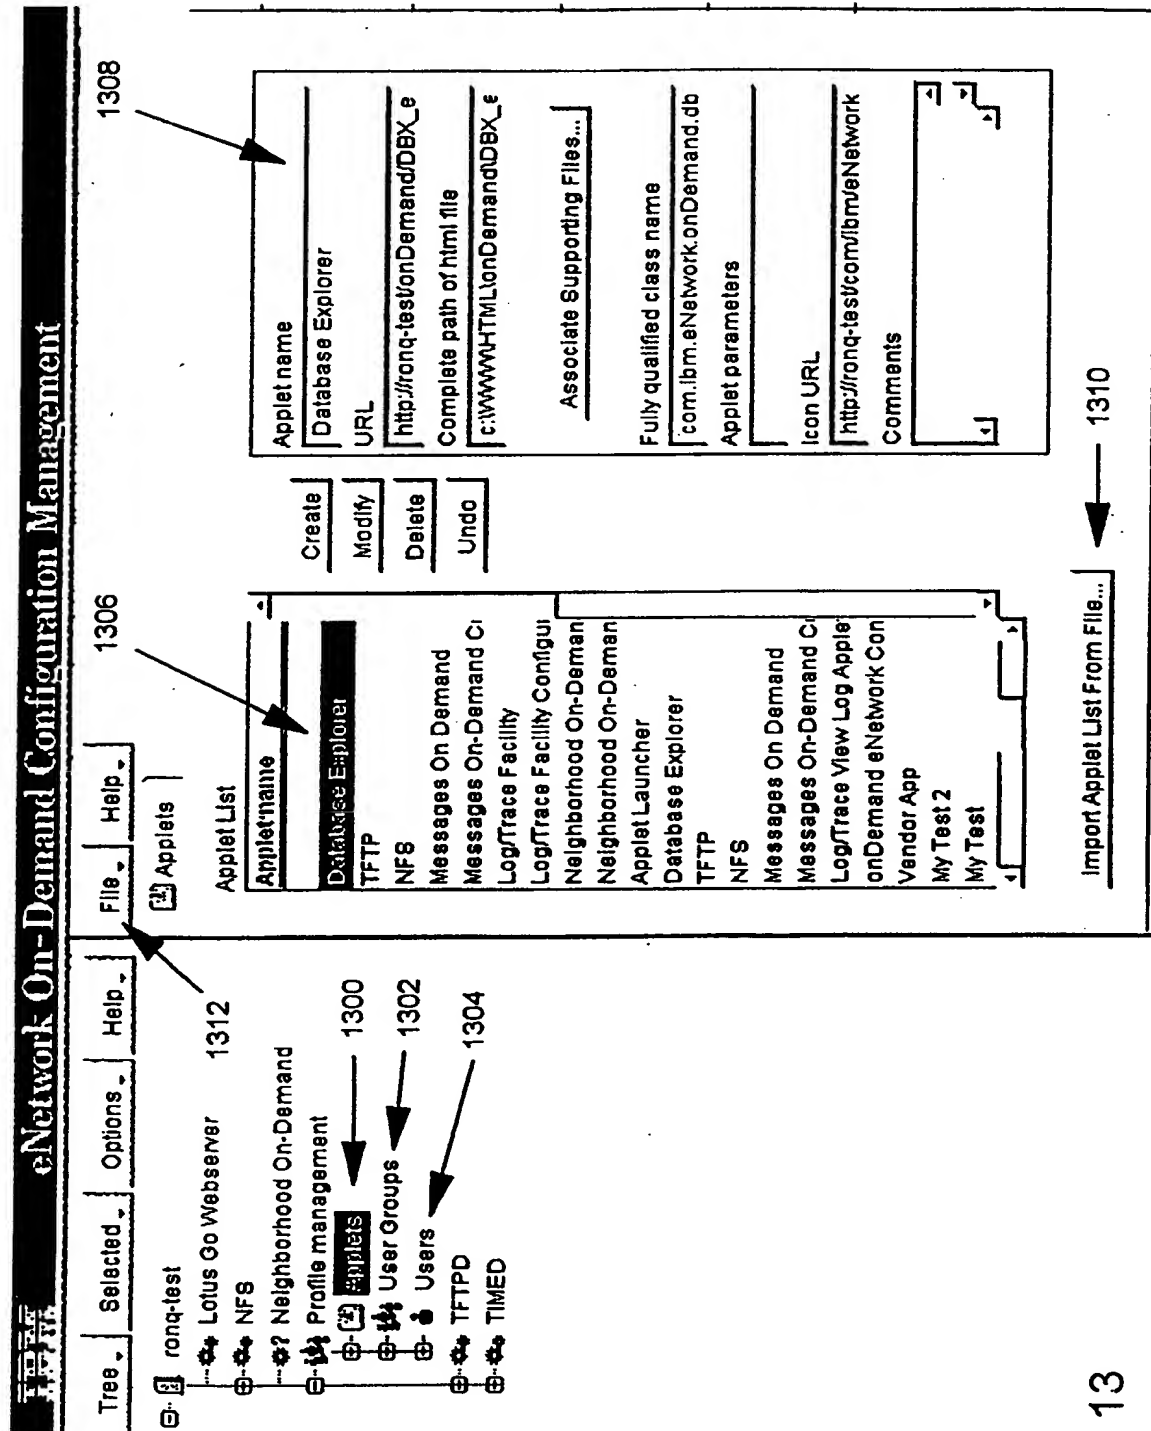 eNetwork On-Demand Configuration Management
Tree Selected Options Help
File Help
ronq-test
Lotus Go Webserver
NFS
? Neighborhood On-Demand
Profile management
Applets
User Groups
Users
TFTPD
TIMED
1312
1300
1302
1304
Applets
1306
1308
Applet List
Applet name
Database Explorer
TFTP
NFS
Messages On Demand
Messages On-Demand
Log/Trace Facility
Log/Trace Facility Configu
Neighborhood On-Deman
Neighborhood On-Deman
Applet Launcher
Database Explorer
TFTP
NFS
Messages On Demand
Messages On-Demand
Log/Trace View Log Applet
onDemand eNetwork Con
Vendor App
My Test 2
My Test
Import Applet List From File...
1310
Create
Modify
Delete
Undo
Applet name
Database Explorer
URL
http://ronq-test/onDemand/DBX_e
Complete path of html file
c:\WWW\HTML\onDemand\DBX_e
Associate Supporting Files...
Fully qualified class name
com.ibm.eNetwork.onDemand.db
Applet parameters
Icon URL
http://ronq-test/com/ibm/eNetwork
Comments
13